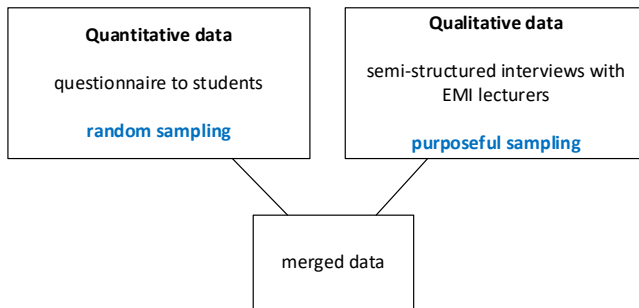 Quantitative data
questionnaire to students
random sampling
Qualitative data
semi-structured interviews with
EMI lecturers
purposeful sampling
merged data